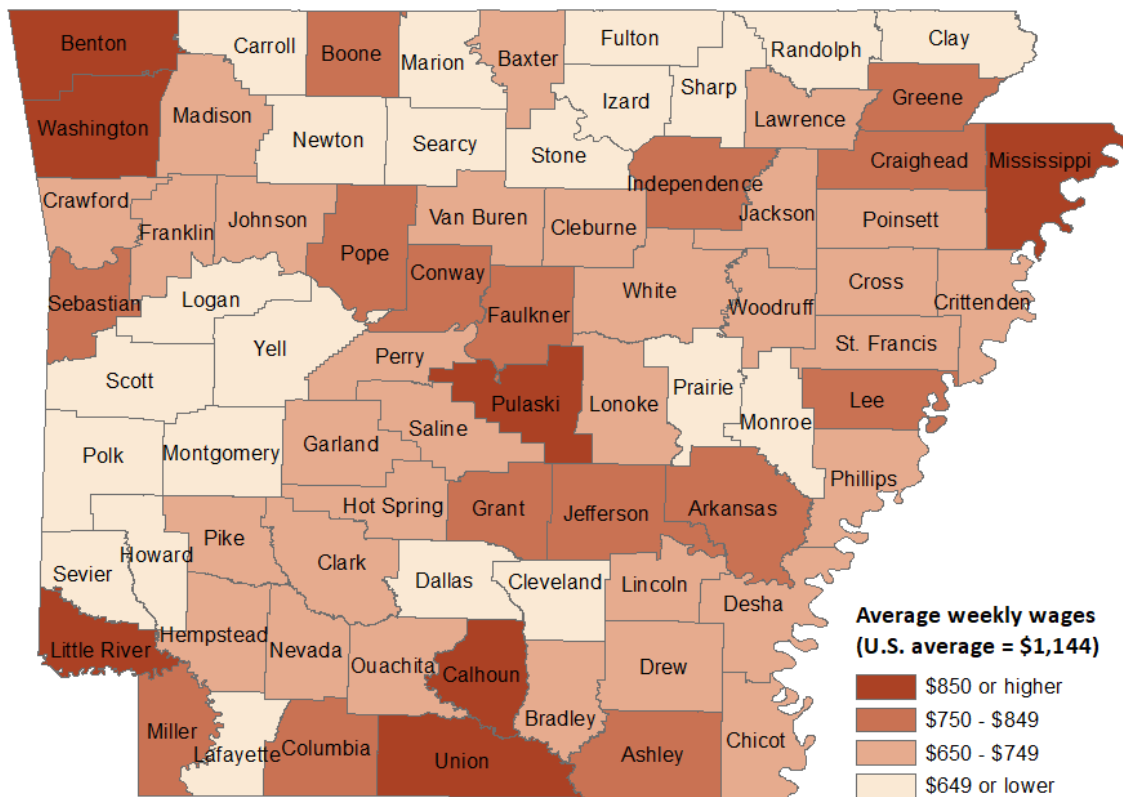 Benton
Carroll
Boone
Marion
Baxter
Fulton
Randolph
Clay
Izard
Sharp
Greene
Washington
Madison
Newton
Searcy
Stone
Lawrence
Craighead
Mississippi
Independence
Crawford
Franklin
Johnson
Van Buren
Cleburne
Jackson
Poinsett
Pope
Conway
Sebastian
Logan
Faulkner
White
Woodruff
Cross
Crittenden
Yell
Perry
St. Francis
Scott
Pulaski
Lonoke
Prairie
Monroe
Lee
Polk
Montgomery
Garland
Saline
Phillips
Hot Spring
Grant
Jefferson
Arkansas
Howard
Pike
Clark
Sevier
Dallas
Cleveland
Lincoln
Desha
Little River
Hempstead
Nevada
Ouachita
Calhoun
Drew
Bradley
Miller
Lafayette
Columbia
Union
Ashley
Chicot
Average weekly wages
(U.S. average = $1,144)
$850 or higher
$750 - $849
$650 - $749
$649 or lower